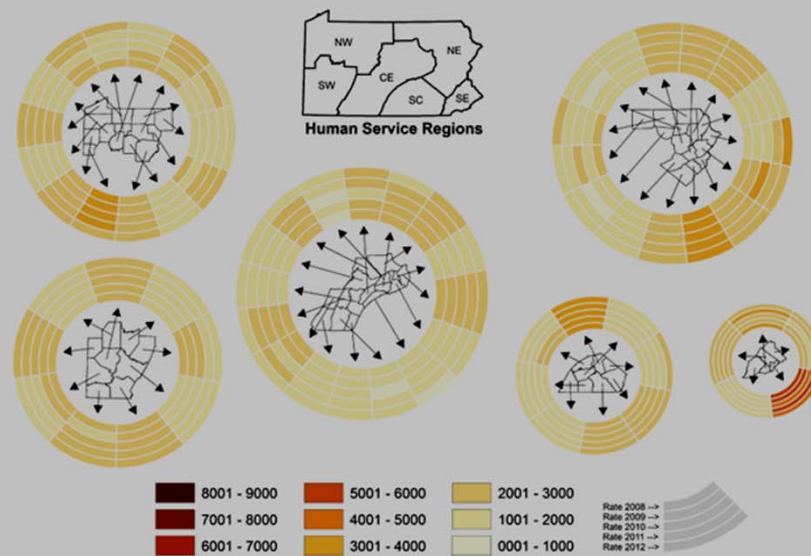 NW
NE
SW
CE
SC
SE
Human Service Regions
8001 - 9000
5001 - 6000
2001 - 3000
7001 - 8000
4001 - 5000
1001 - 2000
6001 - 7000
3001 - 4000
0001 - 1000
Rate 2008 -->
Rate 2009 -->
Rate 2010 -->
Rate 2011 -->
Rate 2012 -->